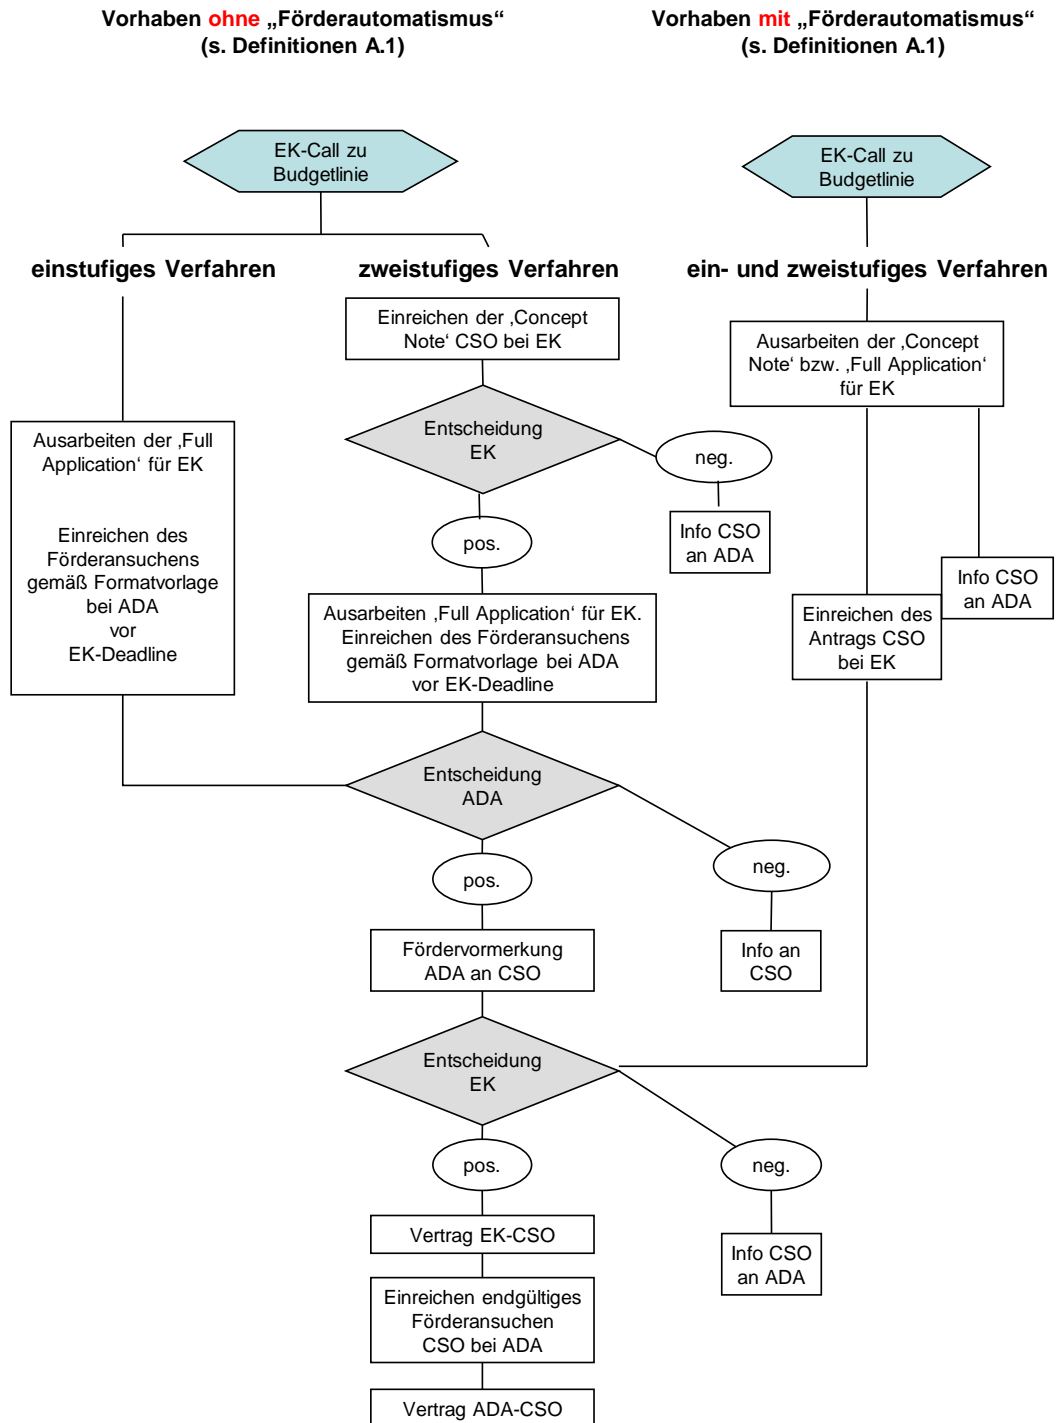 Vorhaben ohne „Förderautomatismus“
(s. Definitionen A.1)
Vorhaben mit „Förderautomatismus“
(s. Definitionen A.1)
EK-Call zu
Budgetlinie
EK-Call zu
Budgetlinie
einstufiges Verfahren
zweistufiges Verfahren
ein- und zweistufiges Verfahren
Einreichen der ‚Concept
Note‘ CSO bei EK
Ausarbeiten der ‚Concept
Note‘ bzw. ‚Full Application‘
für EK
Ausarbeiten der ‚Full
Application‘ für EK
Einreichen des
Förderansuchens
gemäß Formatvorlage
bei ADA
vor
EK-Deadline
Entscheidung
EK
neg.
Info CSO
an ADA
pos.
Info CSO
an ADA
Ausarbeiten ‚Full Application‘ für EK.
Einreichen des Förderansuchens
gemäß Formatvorlage bei ADA
vor EK-Deadline
Einreichen des
Antrags CSO
bei EK
Entscheidung
ADA
neg.
pos.
Info an
CSO
Fördervormerkung
ADA an CSO
Entscheidung
EK
pos.
neg.
Vertrag EK-CSO
Info CSO
an ADA
Einreichen endgültiges
Förderansuchen
CSO bei ADA
Vertrag ADA-CSO